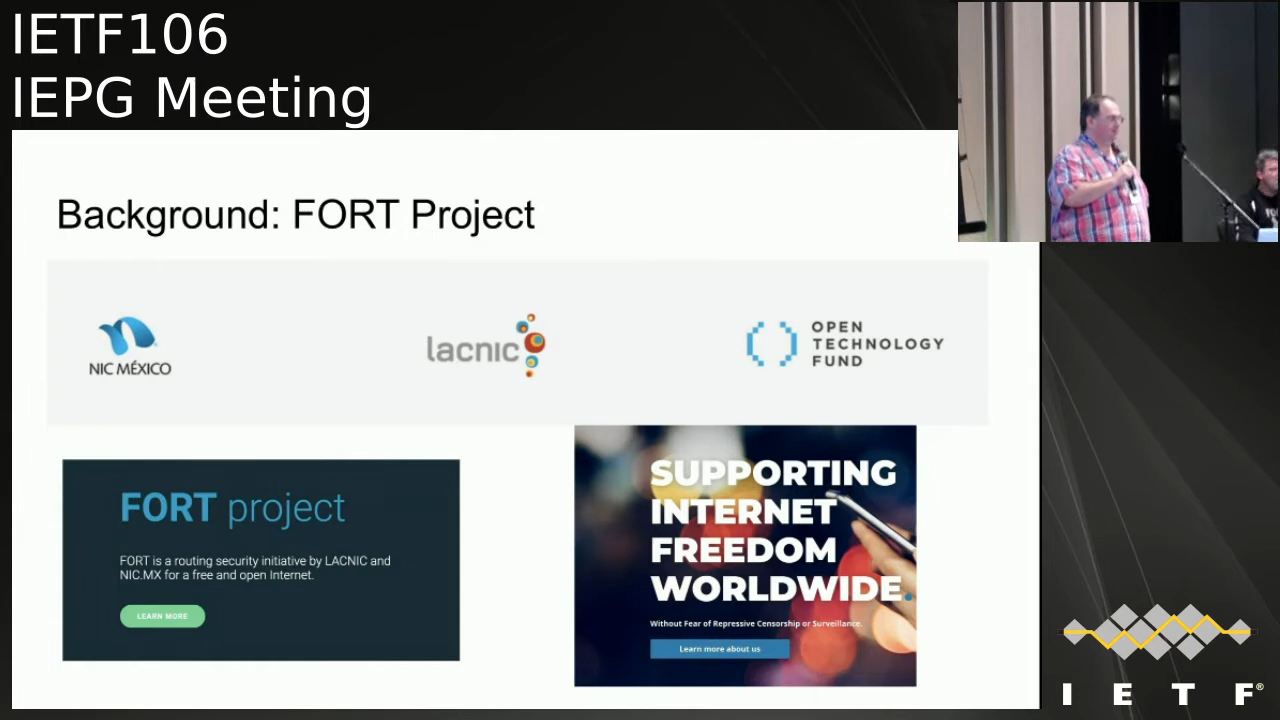 IETF106
IEPG Meeting
Background: FORT Project
NIC MÉXICO
lacnic
OPEN
TECHNOLOGY
FUND
FORT project
FORT is a routing security initiative by LACNIC and
NIC.MX for a free and open Internet.
LEARN MORE
SUPPORTING
INTERNET
FREEDOM
WORLDWIDE.
Without Fear of Repressive Censorship or Surveillance.
Learn more about us
I E T F®